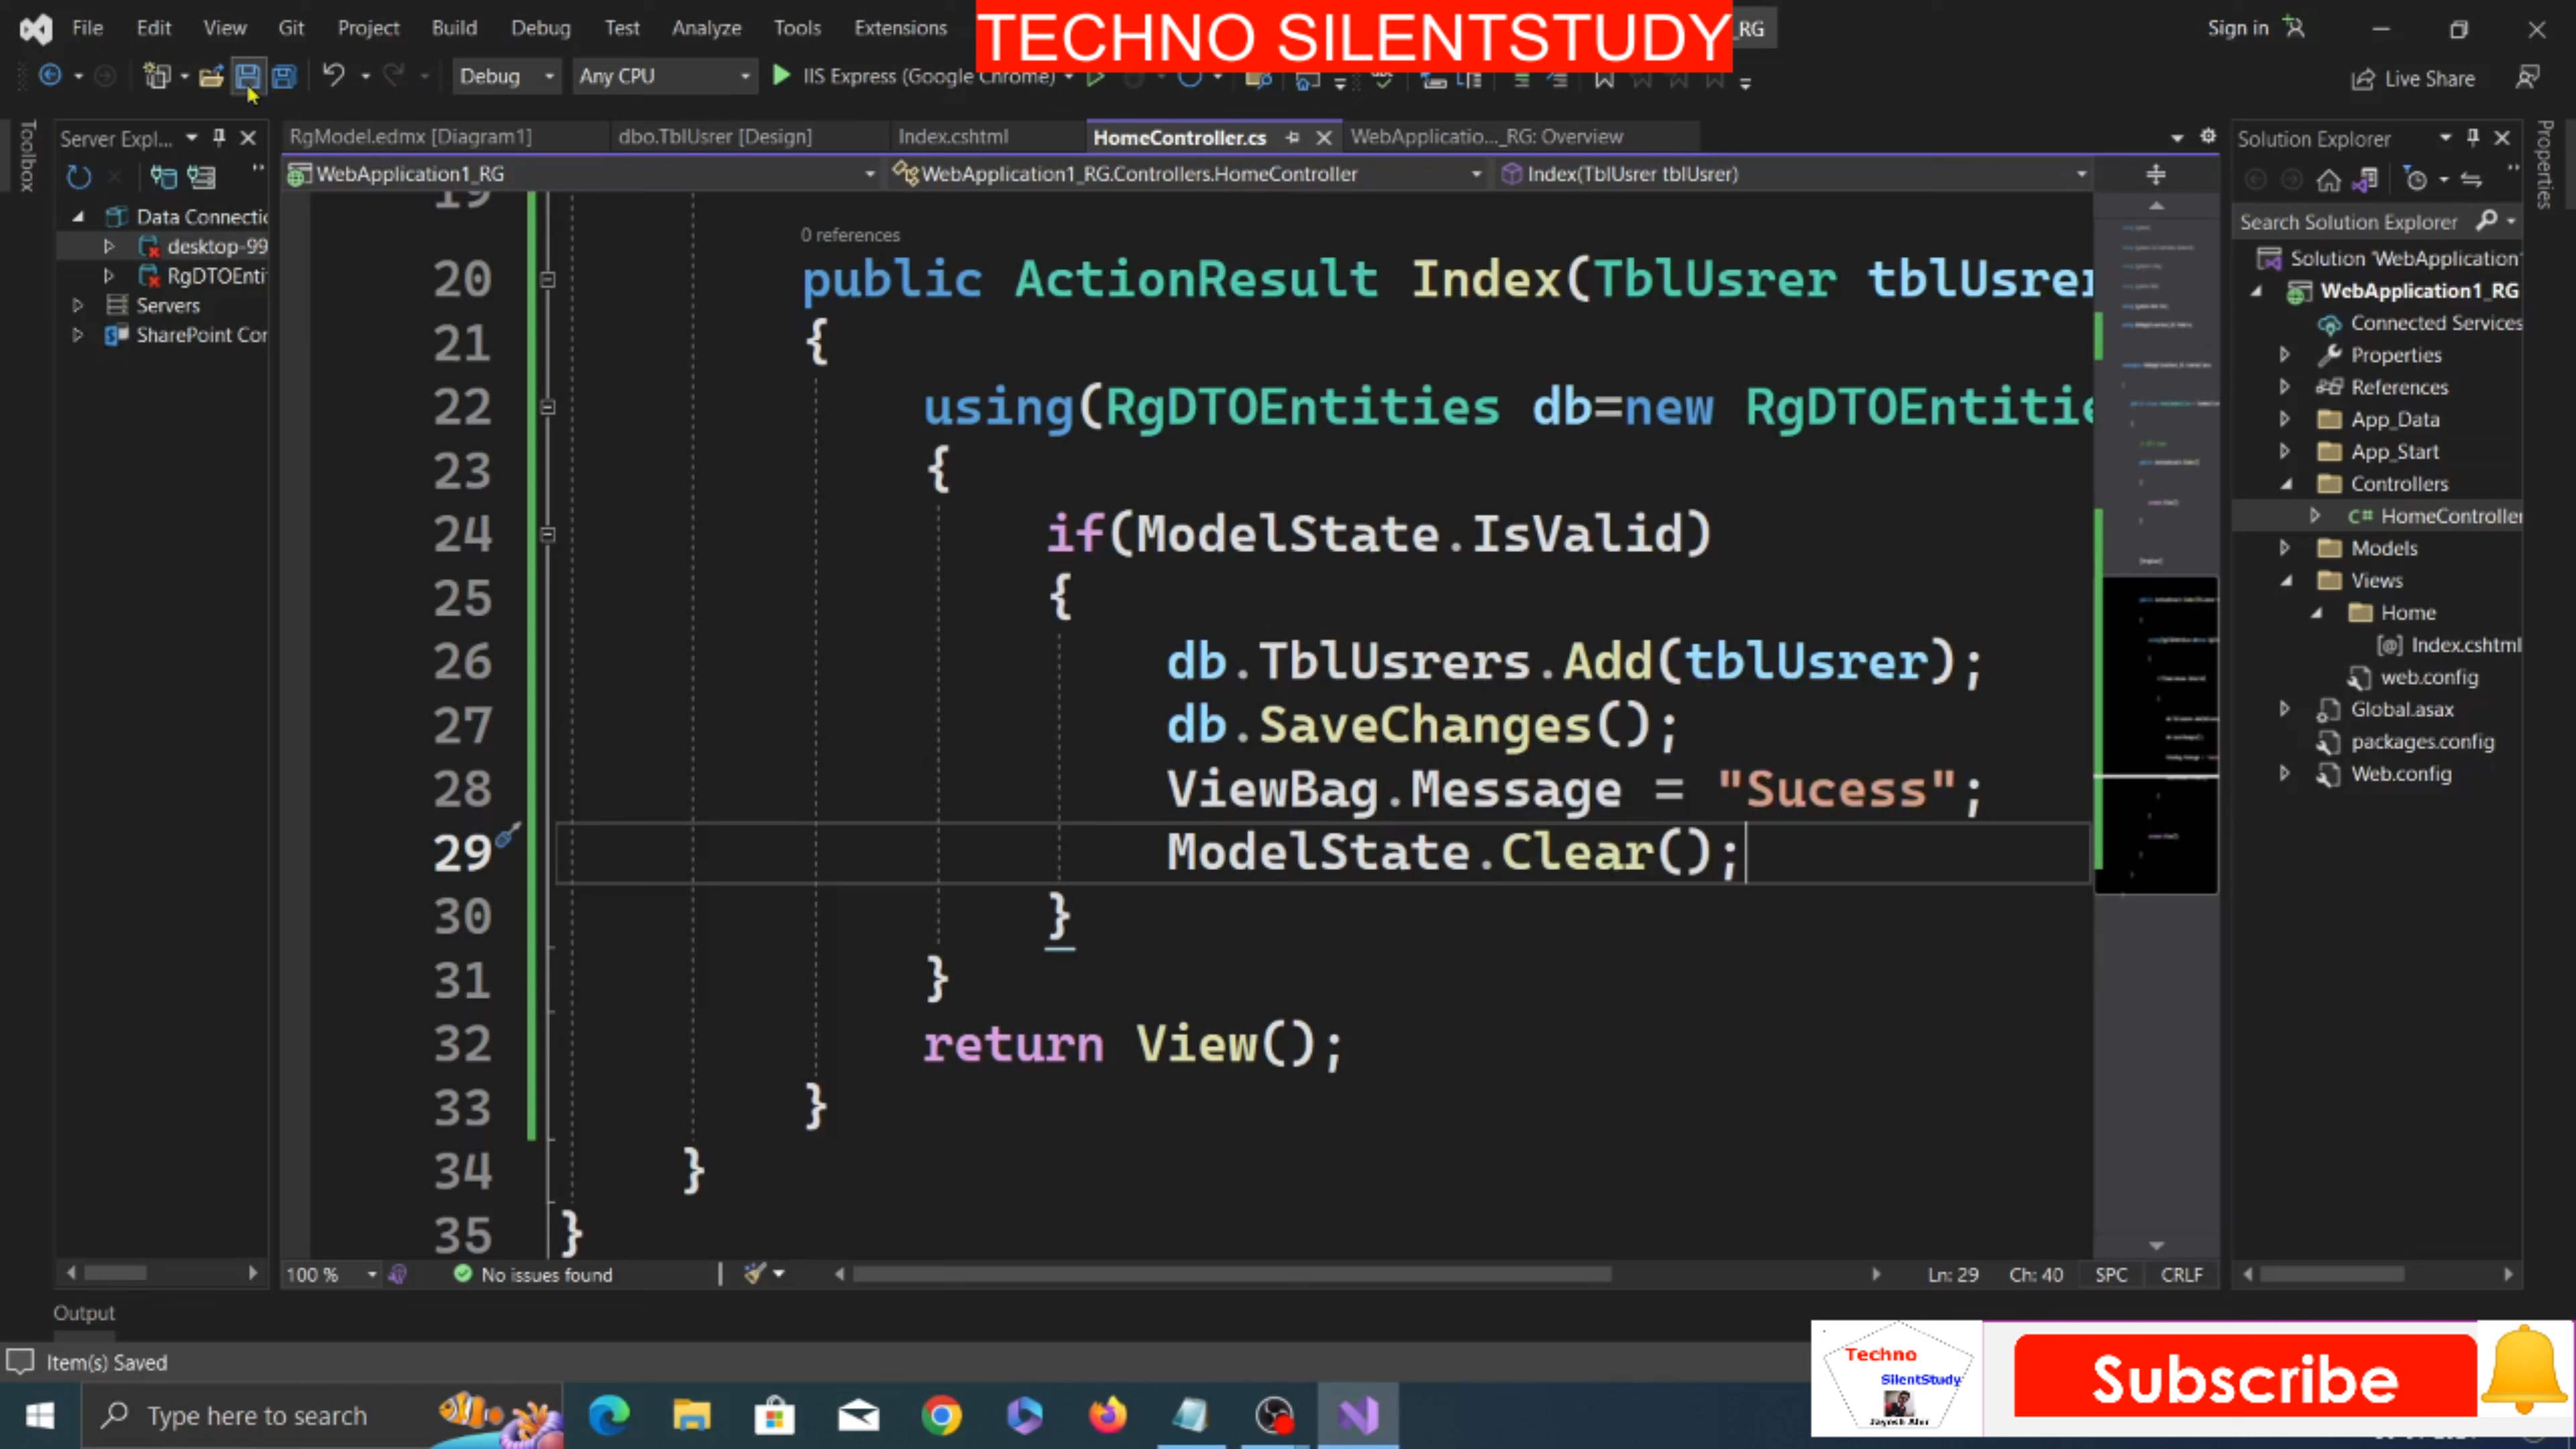 TECHNO SILENTSTUDY
_RG
File Edit View Git Project Build Debug Test Analyze Tools Extensions
Sign in
Debug Any CPU IIS Express (Google Chrome) Live Share
Toolbox
Server Expl...
RgModel.edmx [Diagram1] dbo.TblUsrer [Design] Index.cshtml HomeController.cs WebApplicatio..._RG: Overview
Solution Explorer
Properties
WebApplication1_RG WebApplication1_RG.Controllers.HomeController Index(TblUsrer tblUsrer)
Data Connectio
desktop-99
RgDTOEnti
Servers
SharePoint Cor
19
0 references
20 public ActionResult Index(TblUsrer tblUsrer
21 {
22 using(RgDTOEntities db=new RgDTOEntitie
23 {
24 if(ModelState.IsValid)
25 {
26 db.TblUsrers.Add(tblUsrer);
27 db.SaveChanges();
28 ViewBag.Message = "Sucess";
29 ModelState.Clear();
30 }
31 }
32 return View();
33 }
34 }
35 }
Search Solution Explorer
Solution 'WebApplication'
WebApplication1_RG
Connected Services
Properties
References
App_Data
App_Start
Controllers
C# HomeController
Models
Views
Home
Index.cshtml
web.config
Global.asax
packages.config
Web.config
100 % No issues found Ln: 29 Ch: 40 SPC CRLF
Output
Item(s) Saved
Type here to search
Techno
SilentStudy
Subscribe